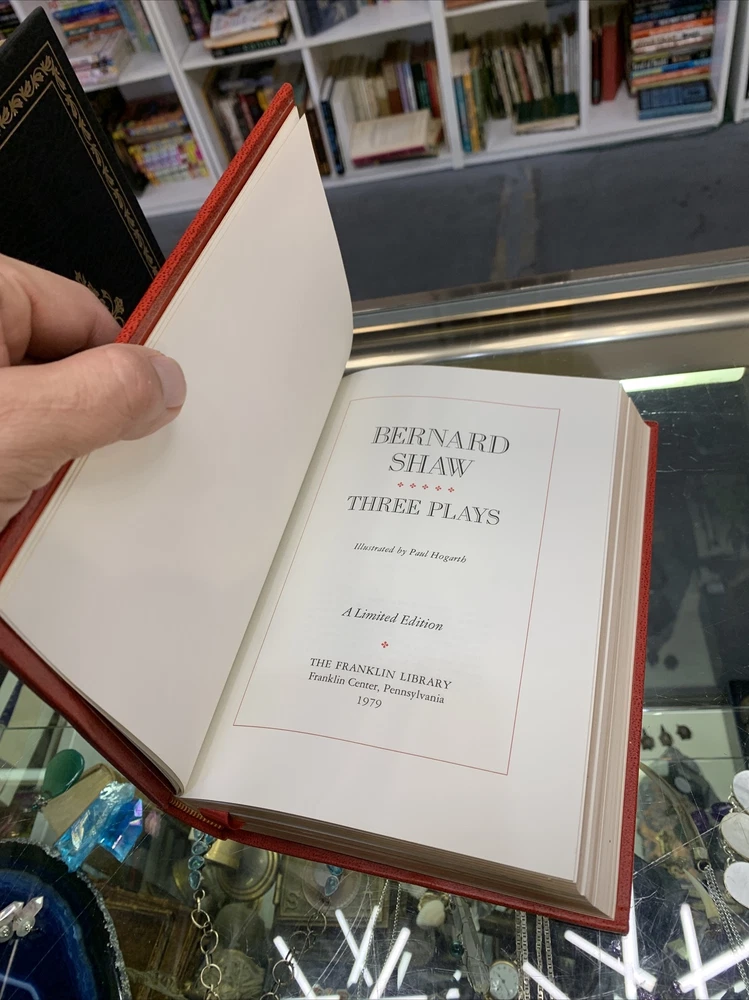 BERNARD
SHAW
THREE PLAYS
Illustrated by Paul Hogarth
A Limited Edition
THE FRANKLIN LIBRARY
Franklin Center, Pennsylvania
1979